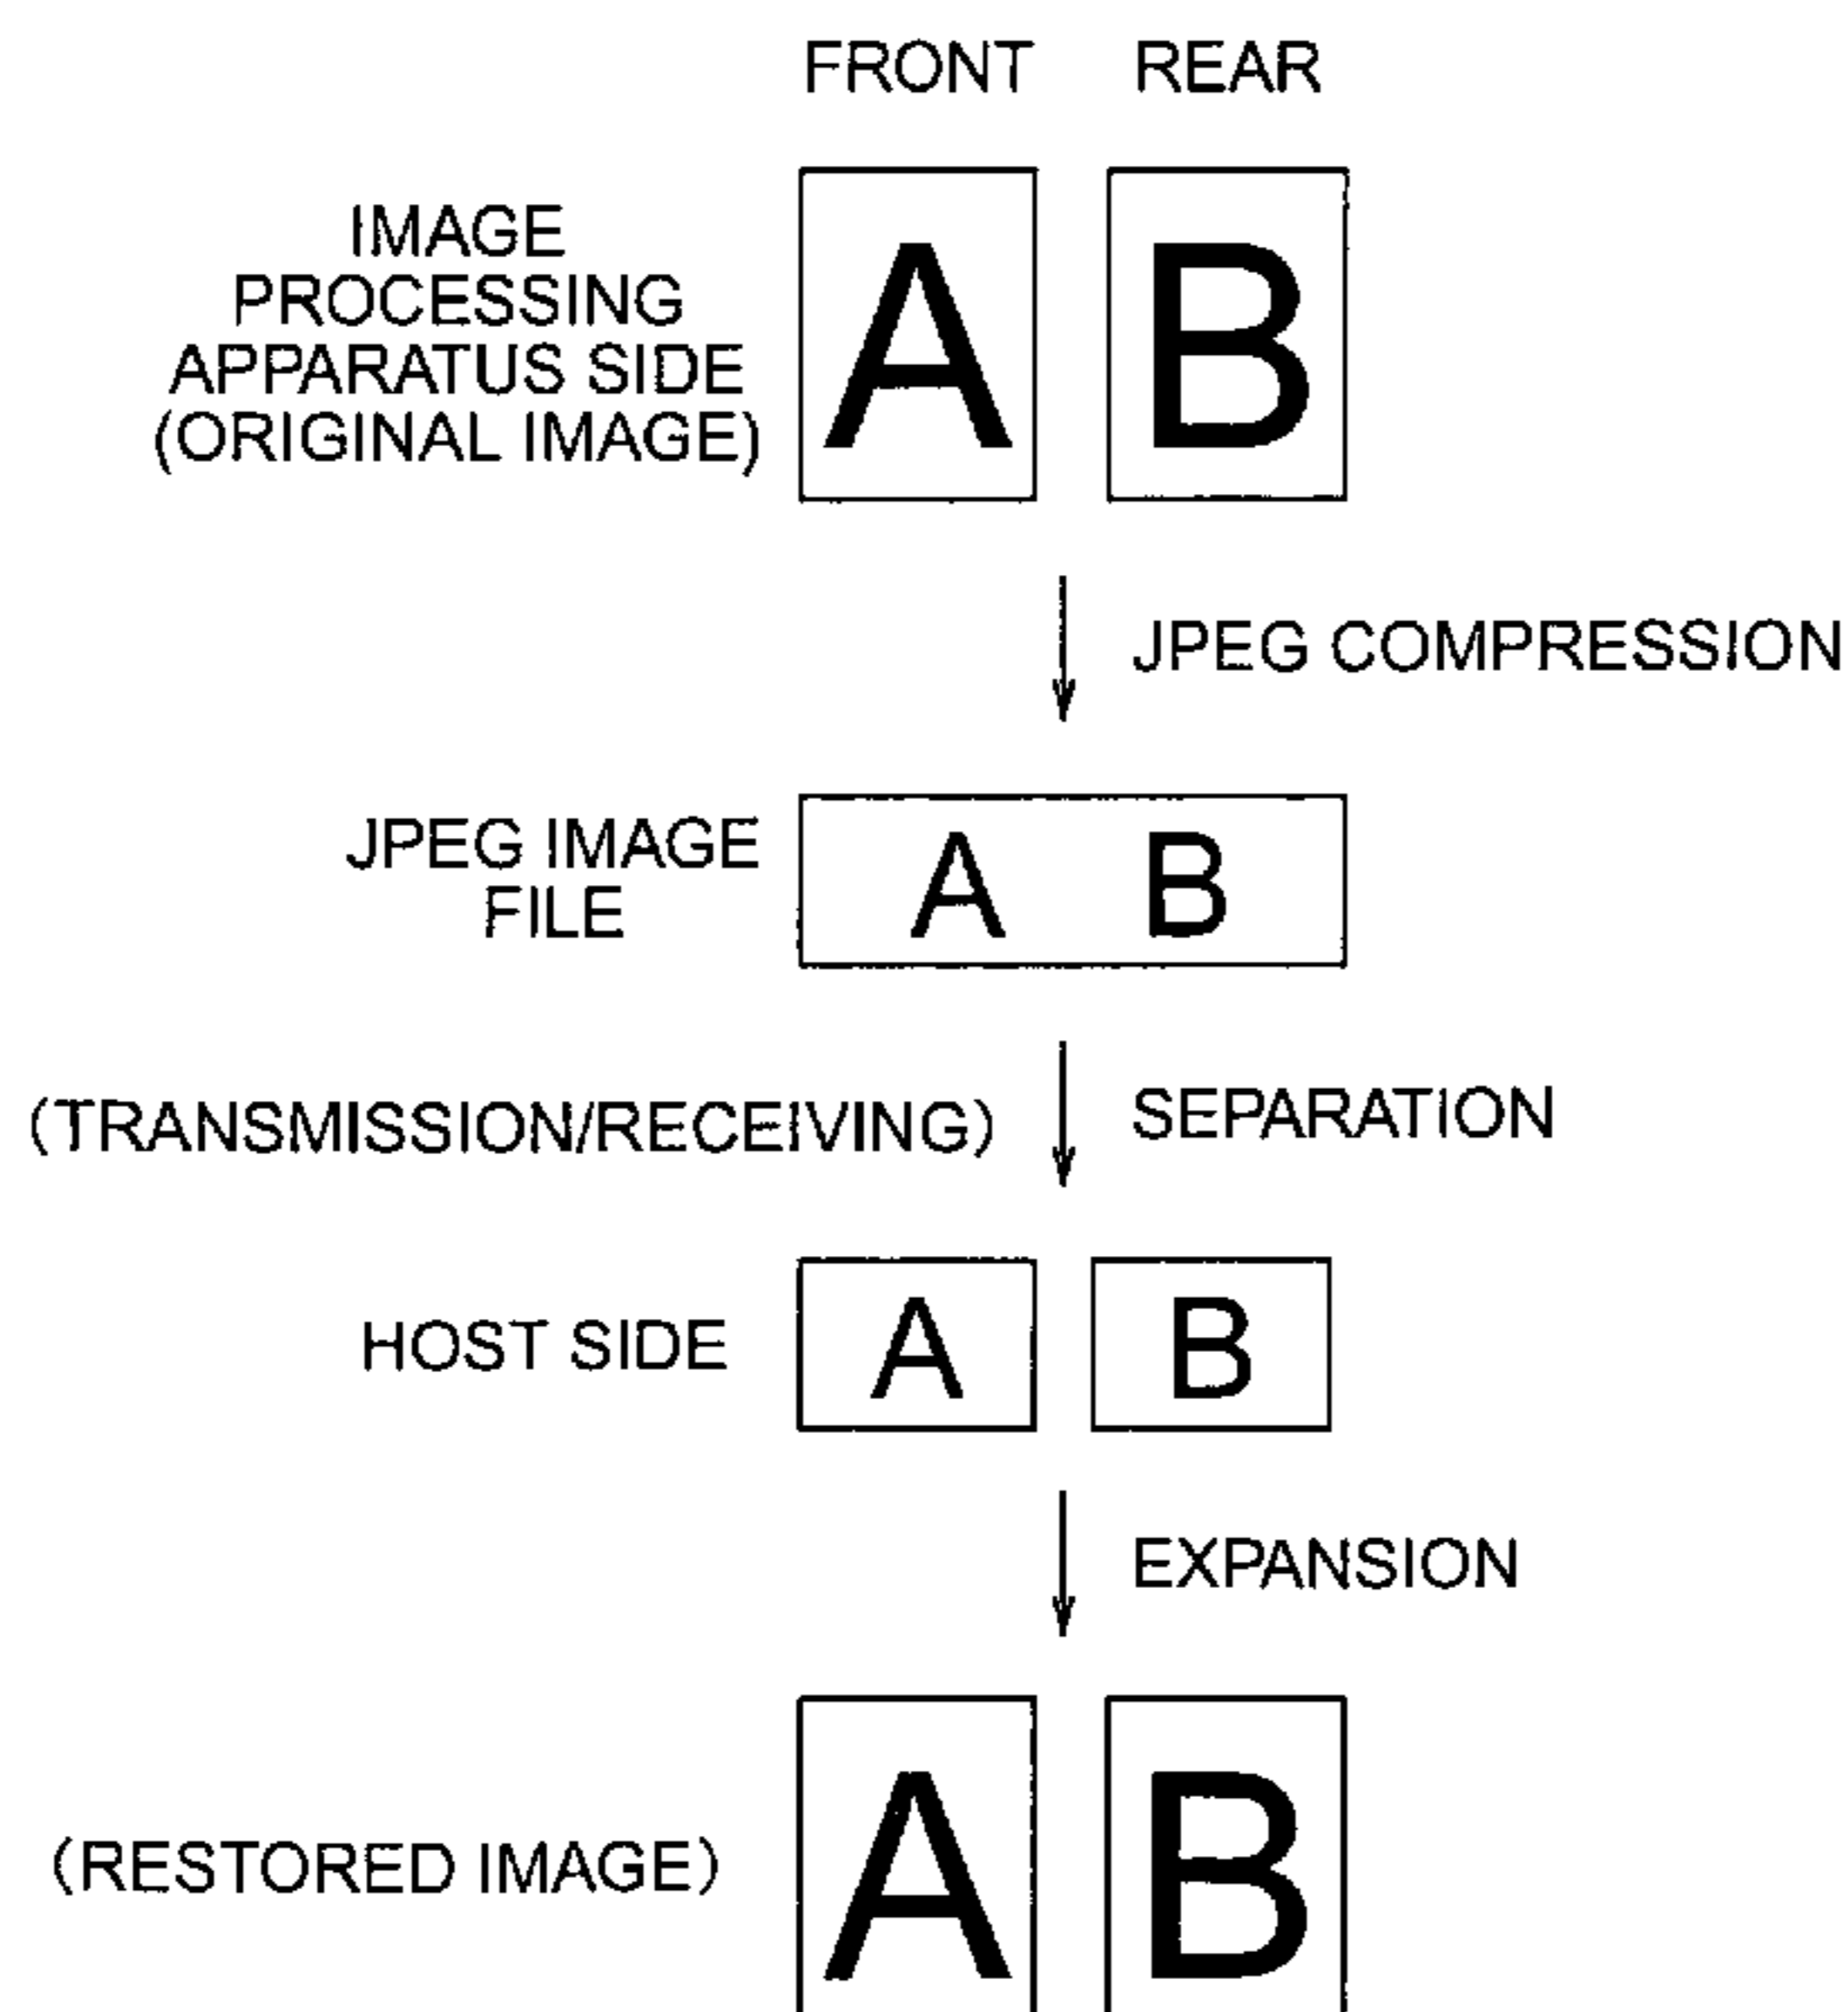 FRONT REAR
IMAGE
PROCESSING
APPARATUS SIDE
(ORIGINAL IMAGE)
A B
JPEG COMPRESSION
JPEG IMAGE
FILE
A B
(TRANSMISSION/RECEIVING) SEPARATION
HOST SIDE
A B
EXPANSION
(RESTORED IMAGE)
A B